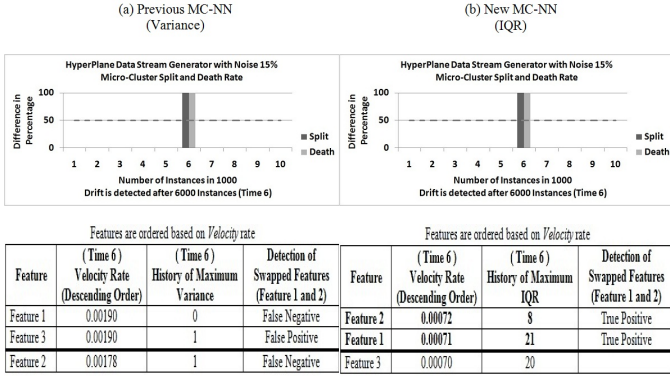 (a) Previous MC-NN
(Variance)
(b) New MC-NN
(IQR)
HyperPlane Data Stream Generator with Noise 15%
Micro-Cluster Split and Death Rate
Difference in
Percentage
100
50
0
1 2 3 4 5 6 7 8 9 10
Split
Death
Number of Instances in 1000
Drift is detected after 6000 Instances (Time 6)
HyperPlane Data Stream Generator with Noise 15%
Micro-Cluster Split and Death Rate
Difference in
Percentage
100
50
0
1 2 3 4 5 6 7 8 9 10
Split
Death
Number of Instances in 1000
Drift is detected after 6000 Instances (Time 6)
Features are ordered based on Velocity rate
Feature
( Time 6 )
Velocity Rate
(Descending Order)
( Time 6 )
History of Maximum
Variance
Detection of
Swapped Features
(Feature 1 and 2)
Feature 1 0.00190 0 False Negative
Feature 3 0.00190 1 False Positive
Feature 2 0.00178 1 False Negative
Features are ordered based on Velocity rate
Feature
( Time 6 )
Velocity Rate
(Descending Order)
( Time 6 )
History of Maximum
IQR
Detection of
Swapped Features
(Feature 1 and 2)
Feature 2 0.00072 8 True Positive
Feature 1 0.00071 21 True Positive
Feature 3 0.00070 20